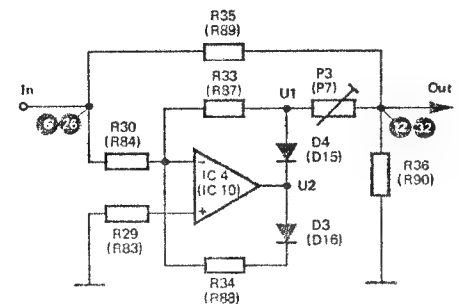 R35
(R89)
In
R33
(R87)
U1
P3
(P7)
Out
R30
(R84)
D4
(D15)
IC 4
(IC 10)
U2
R36
(R90)
R29
(R83)
D3
(D16)
R34
(R88)